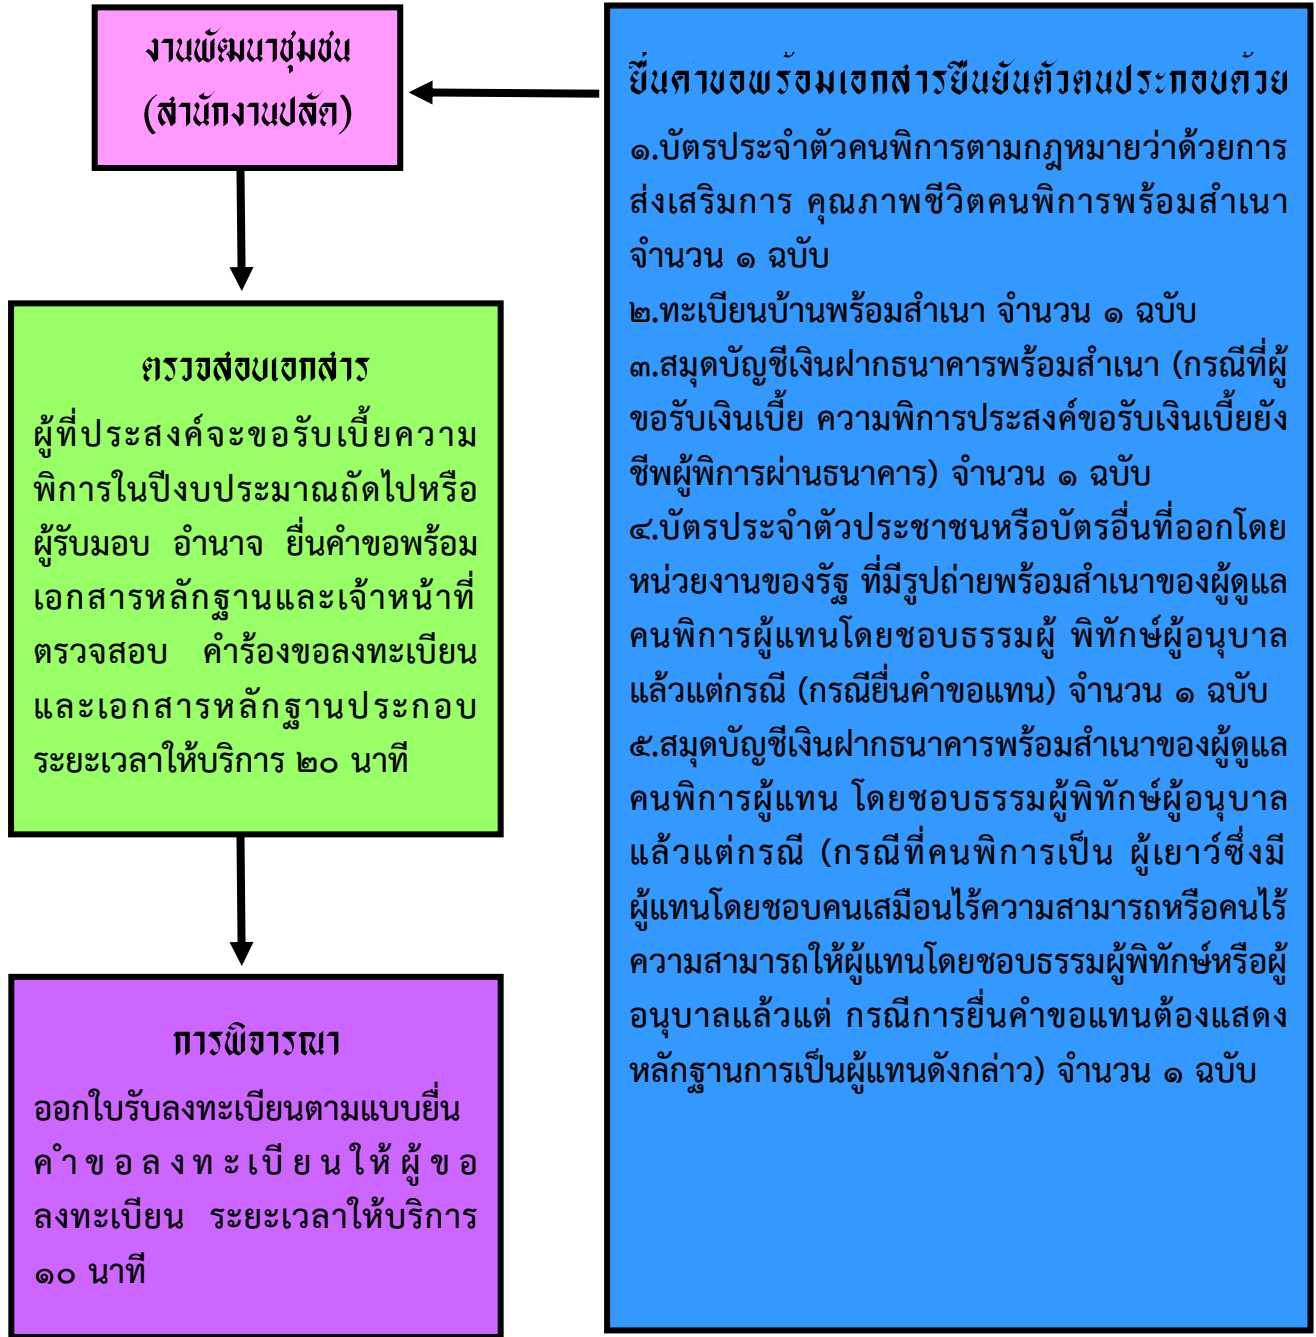 งานพัฒนาชุมชน
(สำนักงานปลัด)
ตรวจสอบเอกสาร
ผู้ที่ประสงค์จะขอรับเบี้ยความ
พิการในปีงบประมาณถัดไปหรือ
ผู้รับมอบ อำนาจ ยื่นคำขอพร้อม
เอกสารหลักฐานและเจ้าหน้าที่
ตรวจสอบ คำร้องขอลงทะเบียน
และเอกสารหลักฐานประกอบ
ระยะเวลาให้บริการ ๒๐ นาที
การพิจารณา
ออกใบรับลงทะเบียนตามแบบยื่น
คำขอลงทะเบียนให้ผู้ขอ
ลงทะเบียน ระยะเวลาให้บริการ
๑๐ นาที
ยื่นคำขอพร้อมเอกสารยืนยันตัวตนประกอบด้วย
๑.บัตรประจำตัวคนพิการตามกฎหมายว่าด้วยการ
ส่งเสริมการ คุณภาพชีวิตคนพิการพร้อมสำเนา
จำนวน ๑ ฉบับ
๒.ทะเบียนบ้านพร้อมสำเนา จำนวน ๑ ฉบับ
๓.สมุดบัญชีเงินฝากธนาคารพร้อมสำเนา (กรณีที่ผู้
ขอรับเงินเบี้ย ความพิการประสงค์ขอรับเงินเบี้ยยัง
ชีพผู้พิการผ่านธนาคาร) จำนวน ๑ ฉบับ
๔.บัตรประจำตัวประชาชนหรือบัตรอื่นที่ออกโดย
หน่วยงานของรัฐ ที่มีรูปถ่ายพร้อมสำเนาของผู้ดูแล
คนพิการผู้แทนโดยชอบธรรมผู้ พิทักษ์ผู้อนุบาล
แล้วแต่กรณี (กรณียื่นคำขอแทน) จำนวน ๑ ฉบับ
๕.สมุดบัญชีเงินฝากธนาคารพร้อมสำเนาของผู้ดูแล
คนพิการผู้แทน โดยชอบธรรมผู้พิทักษ์ผู้อนุบาล
แล้วแต่กรณี (กรณีที่คนพิการเป็น ผู้เยาว์ซึ่งมี
ผู้แทนโดยชอบคนเสมือนไร้ความสามารถหรือคนไร้
ความสามารถให้ผู้แทนโดยชอบธรรมผู้พิทักษ์หรือผู้
อนุบาลแล้วแต่ กรณีการยื่นคำขอแทนต้องแสดง
หลักฐานการเป็นผู้แทนดังกล่าว) จำนวน ๑ ฉบับ